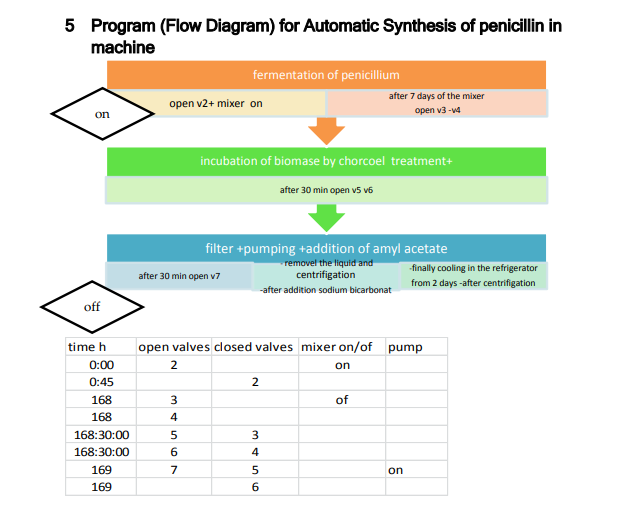 5 Program (Flow Diagram) for Automatic Synthesis of penicillin in
machine
fermentation of penicillium
on
open v2+ mixer on
after 7 days of the mixer
open v3 -v4
incubation of biomase by chorcoel treatment+
after 30 min open v5 v6
filter +pumping +addition of amyl acetate
after 30 min open v7
- removel the liquid and
centrifigation
-after addition sodium bicarbonat
-finally cooling in the refrigerator
from 2 days -after centrifigation
off
time h open valves closed valves mixer on/of pump
0:00 2 on
0:45 2
168 3 of
168 4
168:30:00 5 3
168:30:00 6 4
169 7 5 on
169 6